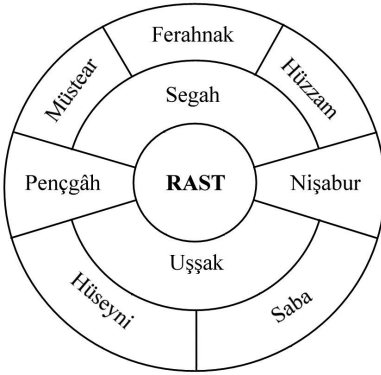 Ferahnak
Müstear
Hüzzam
Segah
Pençgâh
RAST
Nişabur
Uşşak
Hüseyni
Saba